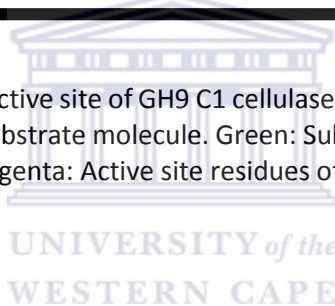 ctive site of GH9 C1 cellulase
bstrate molecule. Green: Sul
genta: Active site residues of
UNIVERSITY of the
WESTERN CAPE